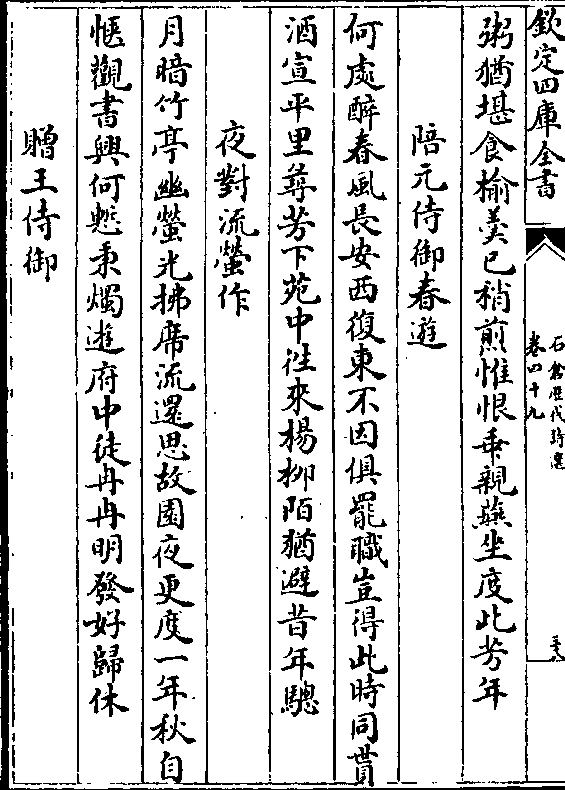 欽定四庫全書
石倉歷代詩選
卷四十九
粥猶堪食榆羮已稍煎惟恨乖親燕坐度此芳年
陪元侍御春遊
何處醉春風長安西復東不因俱罷職豈得此時同貰
酒宣平里尋芳下苑中徃來楊柳陌猶避昔年驄
夜對流螢作
月暗竹亭幽螢光拂席流還思故園夜更度一年秋自
愜觀書興何慙秉燭遊府中徒冉冉明發好歸休
贈王侍御